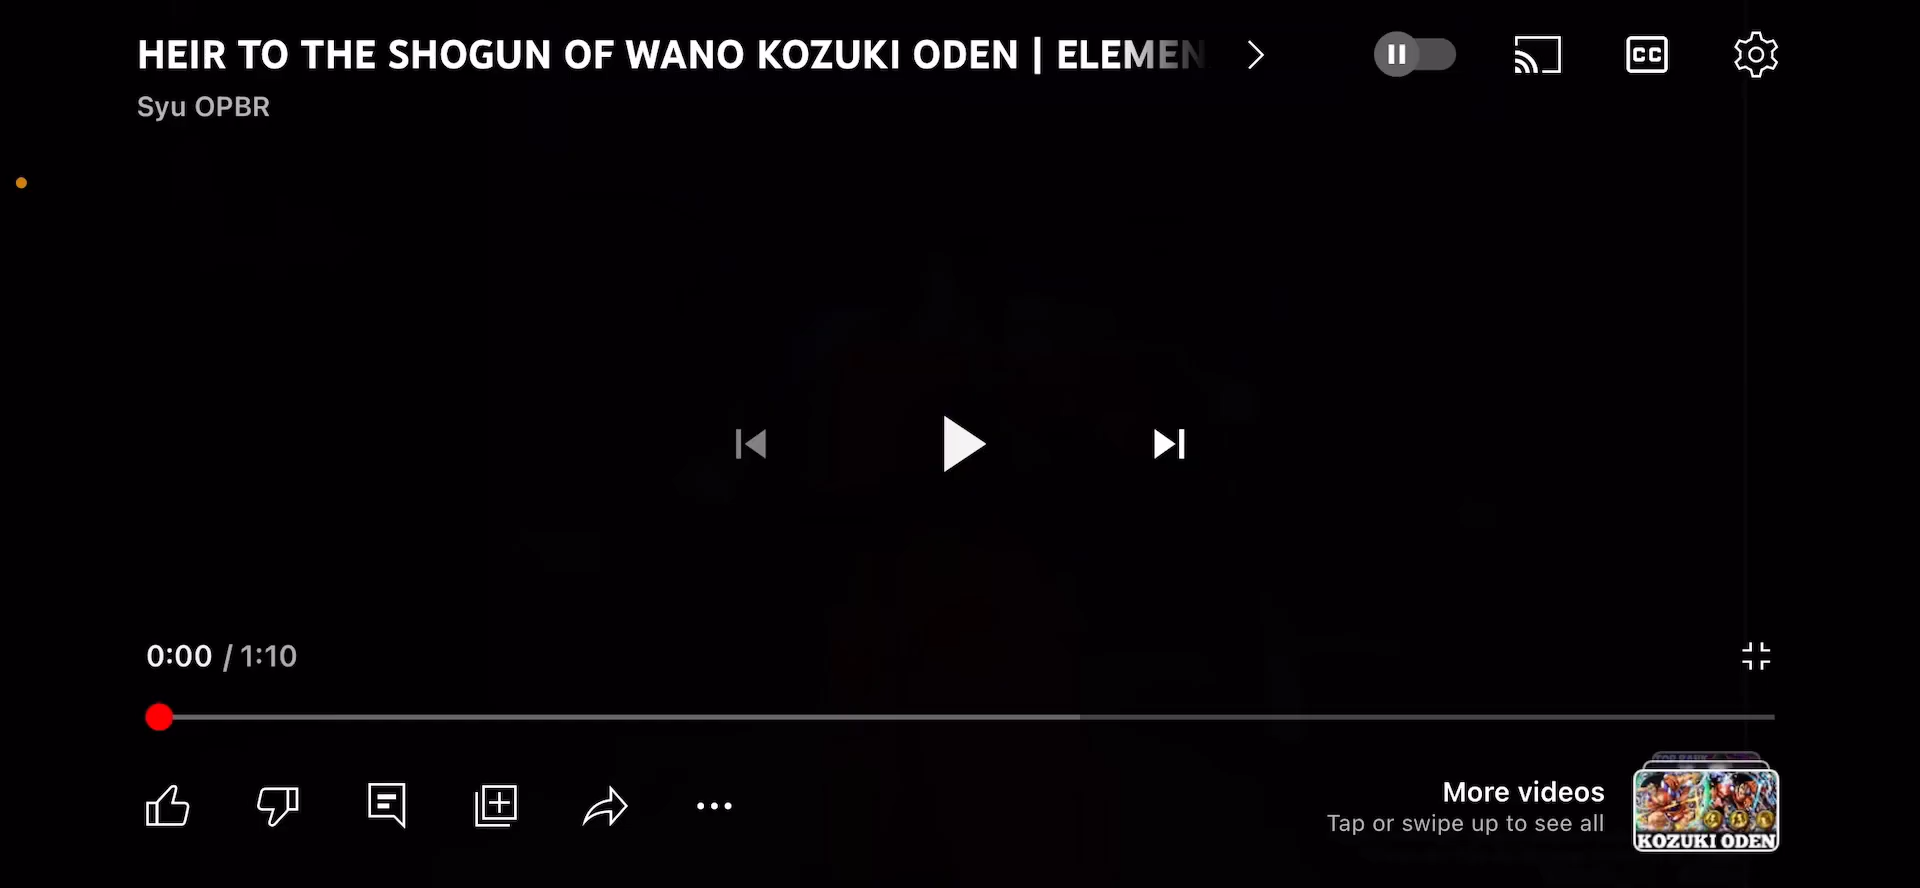 HEIR TO THE SHOGUN OF WANO KOZUKI ODEN | ELEMEN
CC
Syu OPBR
0:00 / 1:10
More videos
Tap or swipe up to see all
KOZUKI ODEN